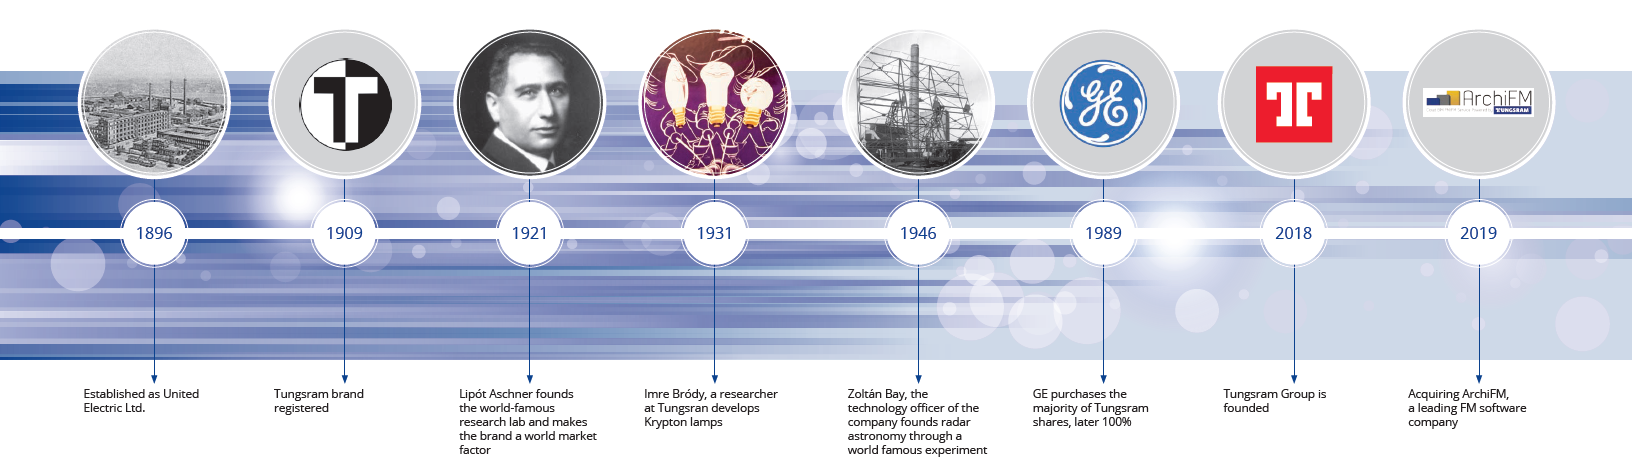 GE
ArchiFM
TUNGSRAM
1896
1909
1921
1931
1946
1989
2018
2019
Established as United
Electric Ltd.
Tungsram brand
registered
Lipót Aschner founds
the world-famous
research lab and makes
the brand a world market
factor
Imre Bródy, a researcher
at Tungsran develops
Krypton lamps
Zoltán Bay, the
technology officer of the
company founds radar
astronomy through a
world famous experiment
GE purchases the
majority of Tungsram
shares, later 100%
Tungsram Group is
founded
Acquiring ArchiFM,
a leading FM software
company